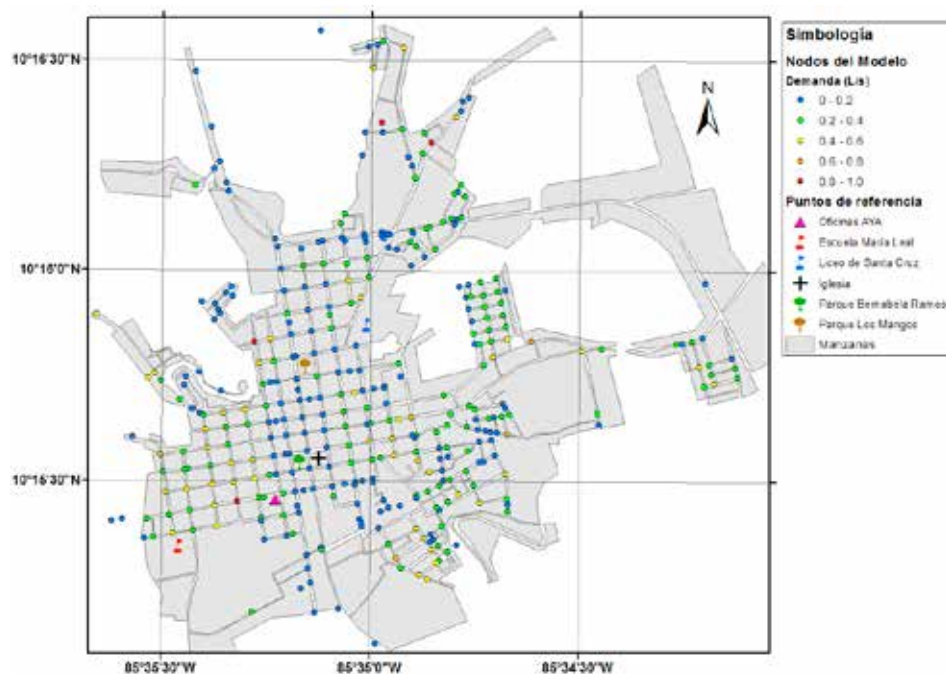 10°16'30"N
10°16'0"N
10°15'30"N
85°35'30"W
85°35'0"W
85°34'30"W
N
Simbología
Nodos del Modelo
Demanda (L/s)
0 - 0.2
0.2 - 0.4
0.4 - 0.6
0.6 - 0.8
0.8 - 1.0
Puntos de referencia
Oficinas AYA
Escuela María Leal
Liceo de Santa Cruz
Iglesia
Parque Bernabela Ramos
Parque Los Mangos
Manzanas